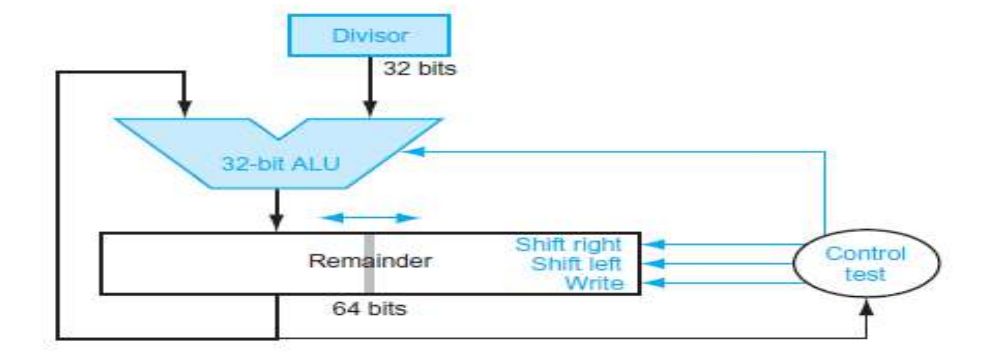 Divisor
32 bits
32-bit ALU
Remainder
Shift right
Shift left
Write
Control
test
64 bits